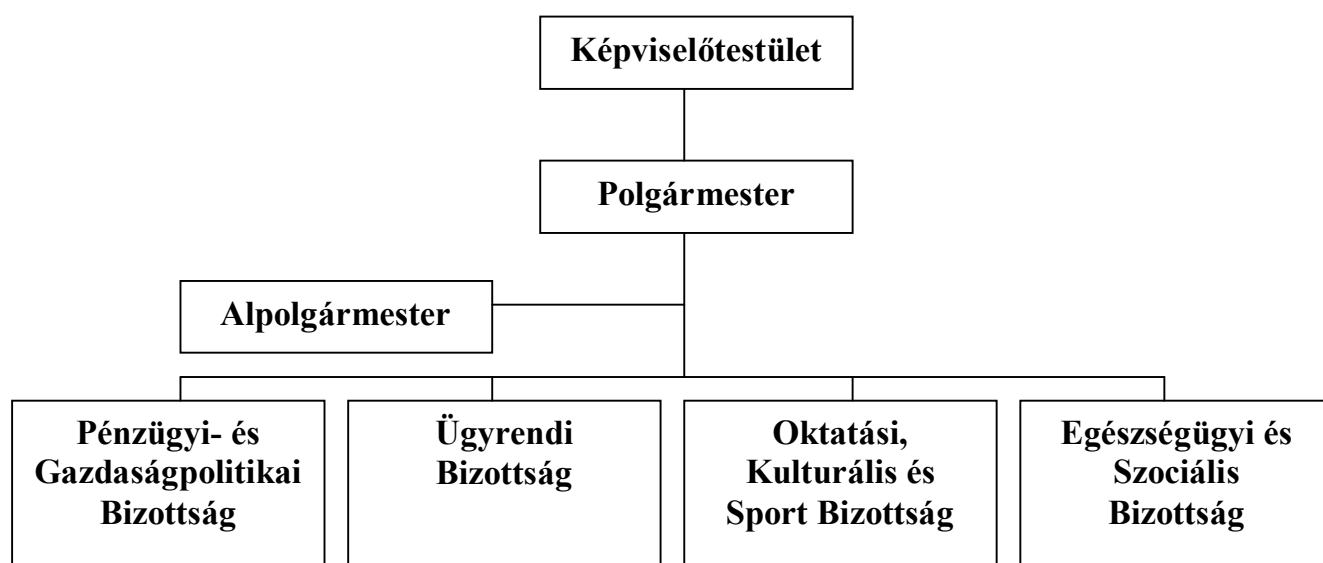 Képviselőtestület
Polgármester
Alpolgármester
Pénzügyi- és
Gazdaságpolitikai
Bizottság
Ügyrendi
Bizottság
Oktatási,
Kulturális és
Sport Bizottság
Egészségügyi és
Szociális
Bizottság